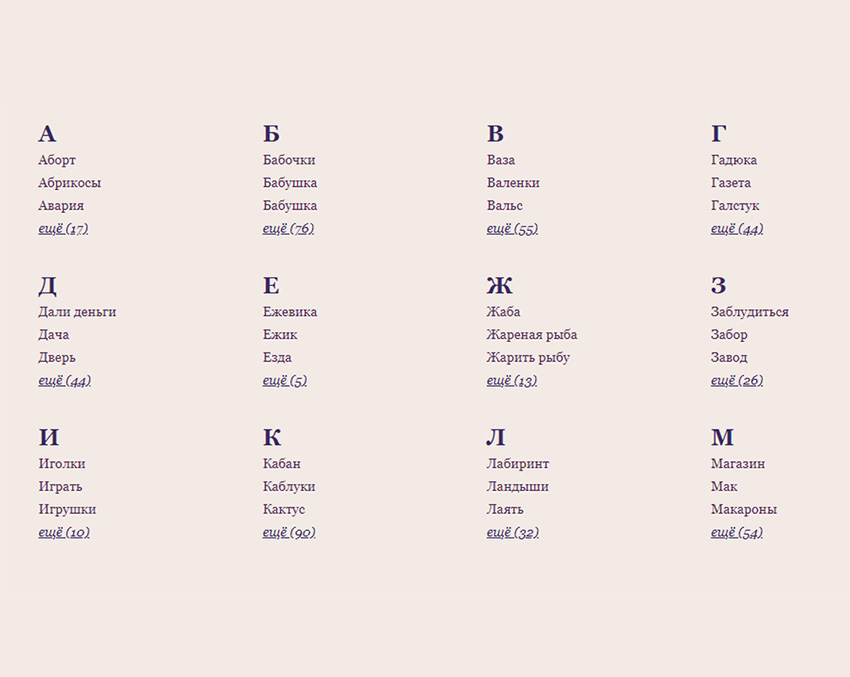 А
Аборт
Абрикосы
Авария
ещё (17)
Б
Бабочки
Бабушка
Бабушка
ещё (76)
В
Ваза
Валенки
Вальс
ещё (55)
Г
Гадюка
Газета
Галстук
ещё (44)
Д
Дали деньги
Дача
Дверь
ещё (44)
Е
Ежевика
Ежик
Езда
ещё (5)
Ж
Жаба
Жареная рыба
Жарить рыбу
ещё (13)
З
Заблудиться
Забор
Завод
ещё (26)
И
Иголки
Играть
Игрушки
ещё (10)
К
Кабан
Каблуки
Кактус
ещё (90)
Л
Лабиринт
Ландыши
Лаять
ещё (32)
М
Магазин
Мак
Макароны
ещё (54)